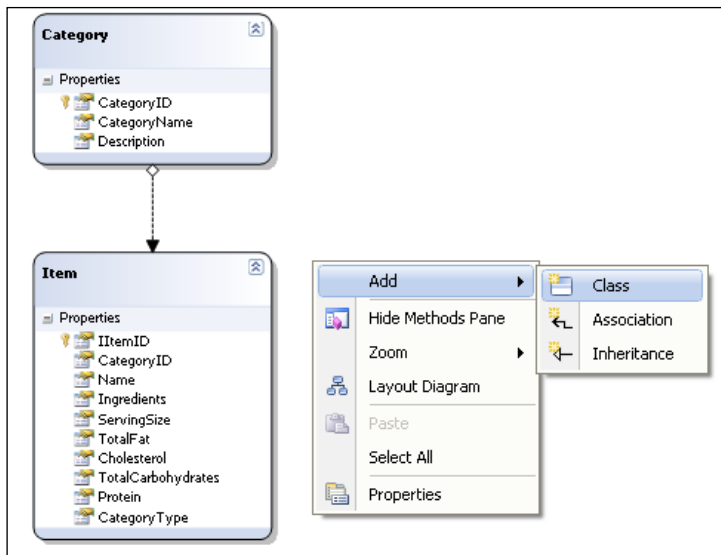 Category
Properties
CategoryID
CategoryName
Description
Item
Properties
IItemID
CategoryID
Name
Ingredients
ServingSize
TotalFat
Cholesterol
TotalCarbohydrates
Protein
CategoryType
Add
Hide Methods Pane
Zoom
Layout Diagram
Paste
Select All
Properties
Class
Association
Inheritance